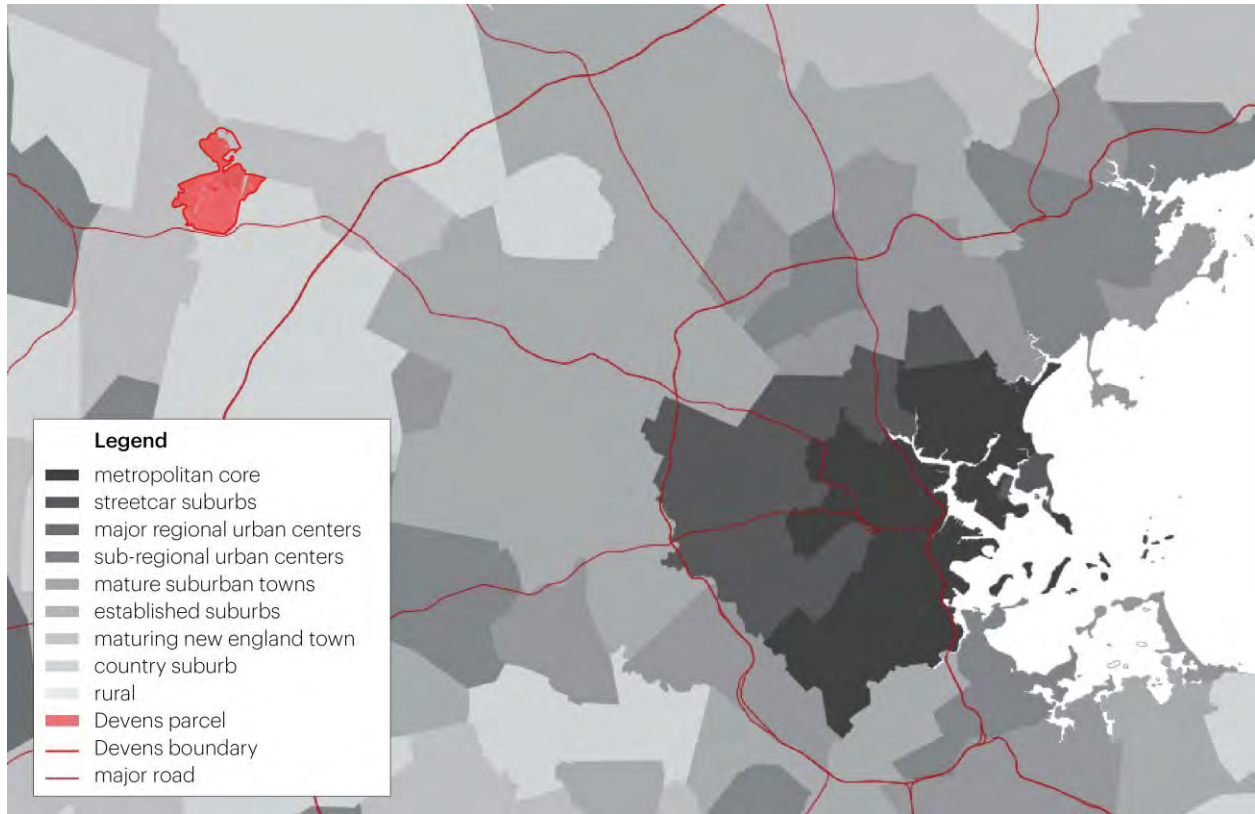 Legend
metropolitan core
streetcar suburbs
major regional urban centers
sub-regional urban centers
mature suburban towns
established suburbs
maturing new england town
country suburb
rural
Devens parcel
Devens boundary
major road